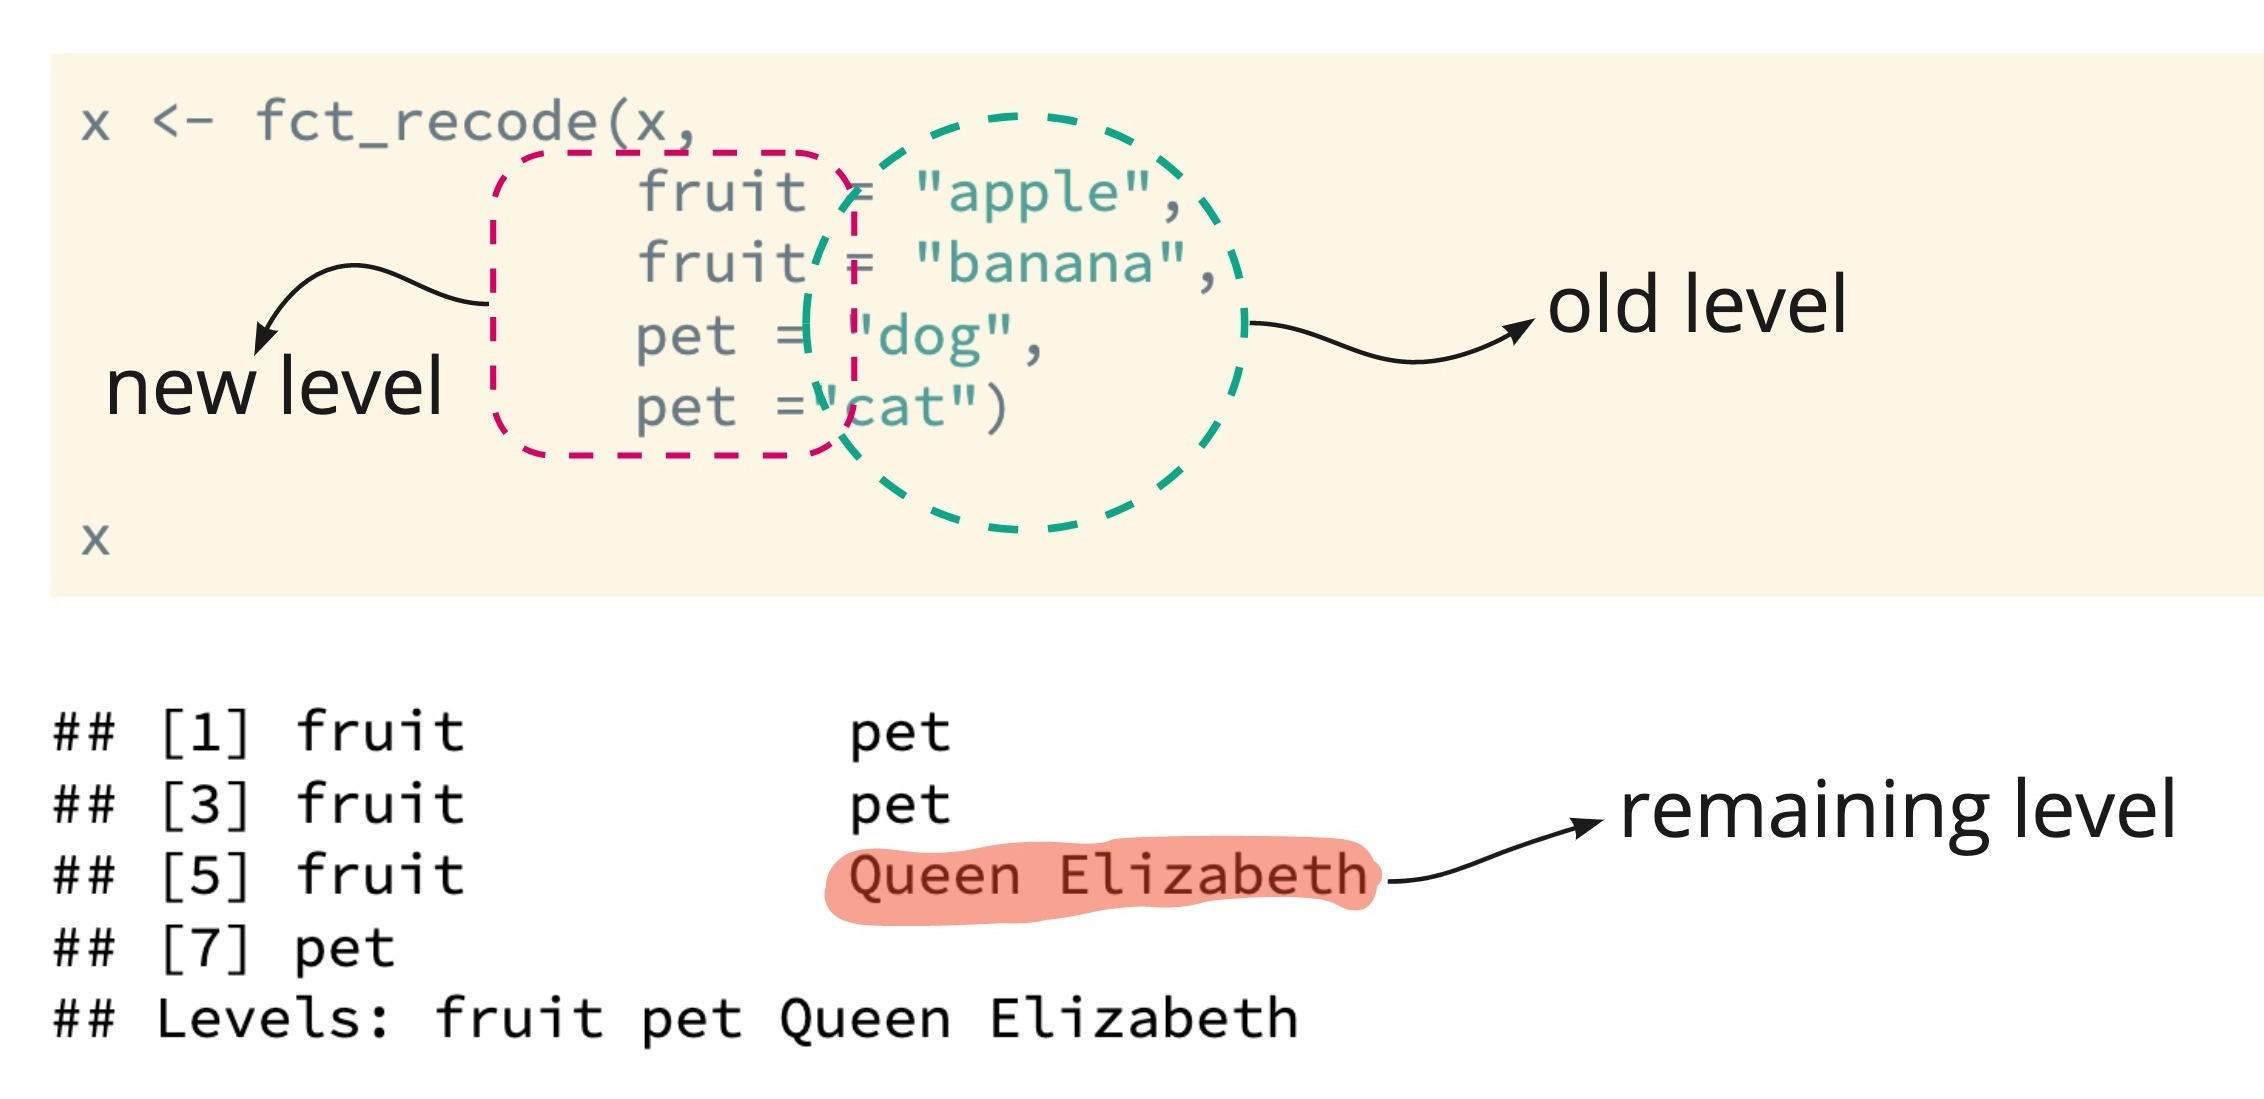 x <- fct_recode(x,
fruit = "apple",
fruit = "banana",
pet = "dog",
pet ="cat")
new level
old level
x
## [1] fruit pet
## [3] fruit pet
## [5] fruit Queen Elizabeth
remaining level
## [7] pet
## Levels: fruit pet Queen Elizabeth